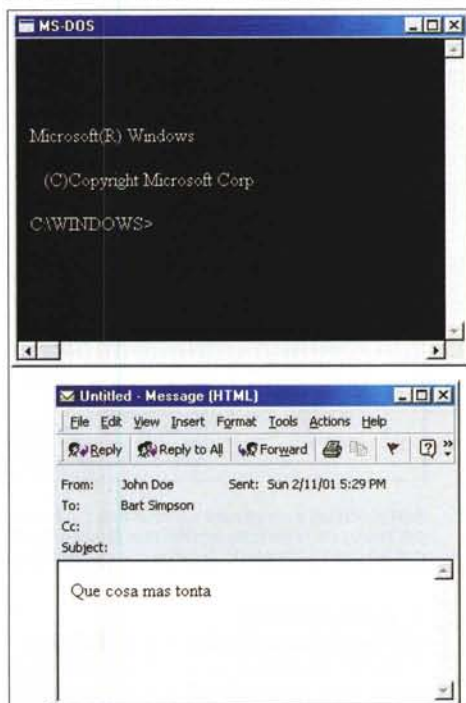 MS-DOS
Microsoft(R) Windows
(C)Copyright Microsoft Corp
C:\WINDOWS>
Untitled - Message (HTML)
File Edit View Insert Format Tools Actions Help
Reply Reply to All Forward
From: John Doe Sent: Sun 2/11/01 5:29 PM
To: Bart Simpson
Cc:
Subject:
Que cosa mas tonta